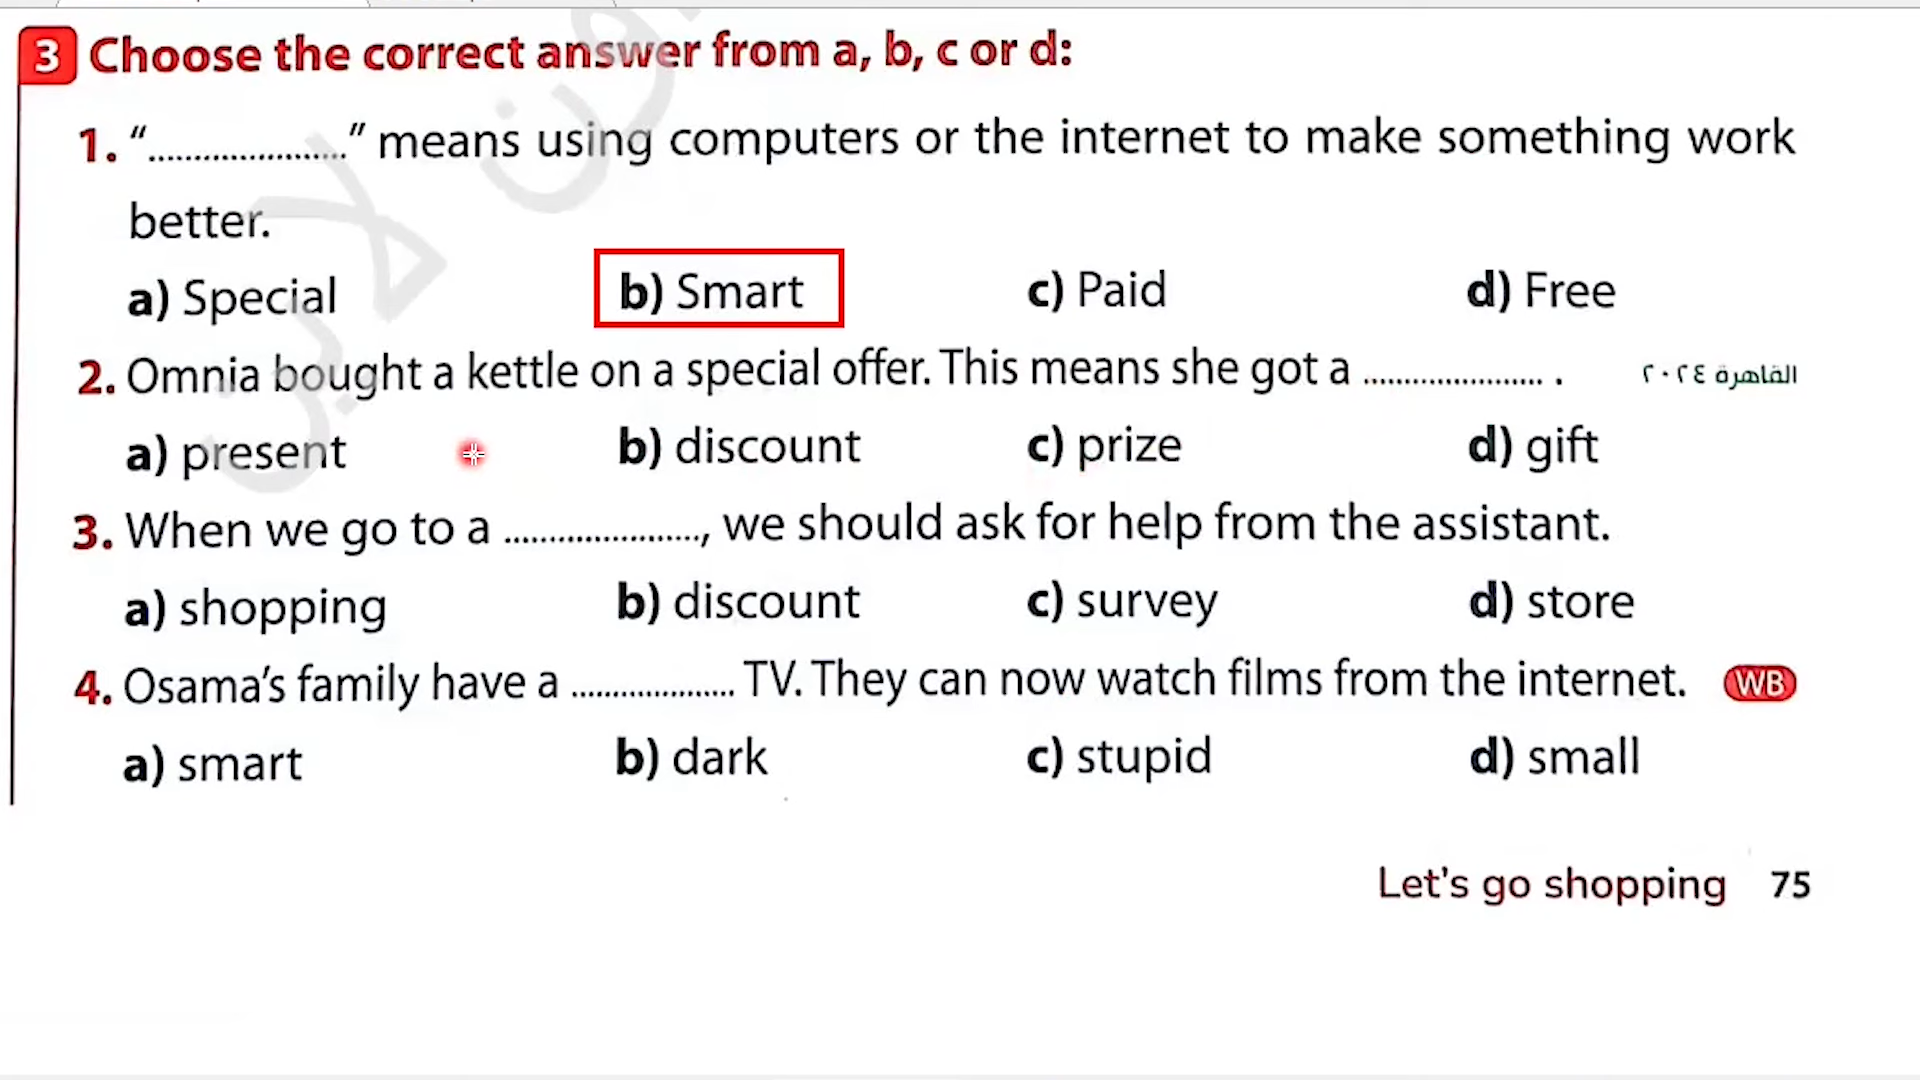 3 Choose the correct answer from a, b, c or d:
1. “......................” means using computers or the internet to make something work
better.
a) Special b) Smart c) Paid d) Free
2. Omnia bought a kettle on a special offer. This means she got a ...................... . القاهرة ٢٠٢٤
a) present b) discount c) prize d) gift
3. When we go to a ......................, we should ask for help from the assistant.
a) shopping b) discount c) survey d) store
4. Osama’s family have a .................... TV. They can now watch films from the internet. WB
a) smart b) dark c) stupid d) small
Let’s go shopping 75